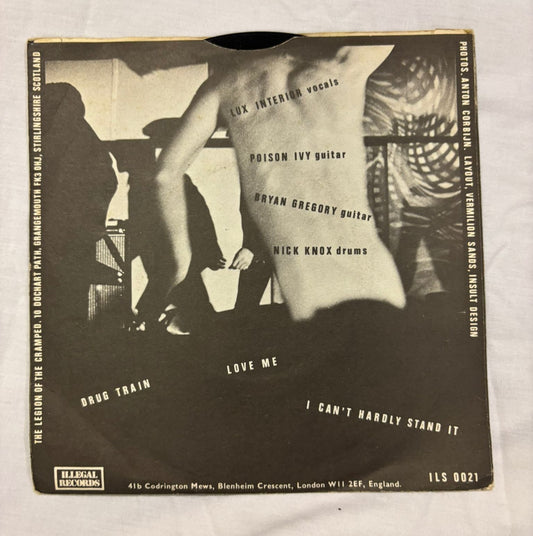 LUX INTERIOR vocals
POISON IVY guitar
BRYAN GREGORY guitar
NICK KNOX drums
THE LEGION OF THE CRAMPED. 10 DOCHART PATH, GRANGEMOUTH FK3 0HJ, STIRLINGSHIRE SCOTLAND
PHOTOS, ANTON CORBIJN. LAYOUT, VERMILION SANDS, INSULT DESIGN
DRUG TRAIN
LOVE ME
I CAN'T HARDLY STAND IT
ILLEGAL
RECORDS
41b Codrington Mews, Blenheim Crescent, London W11 2EF, England.
ILS 0021